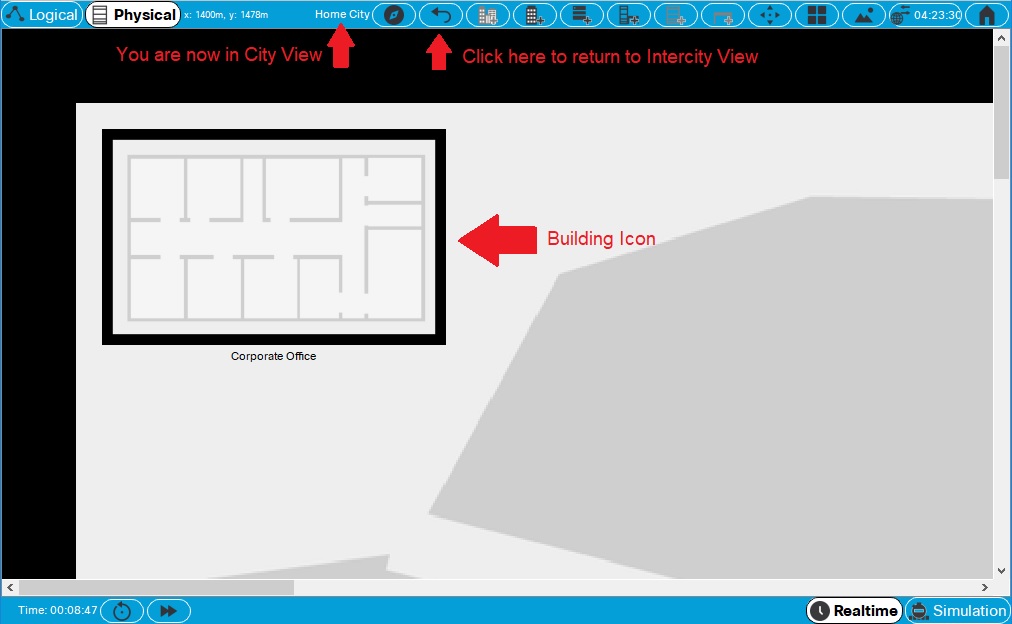 Logical
Physical
x: 1400m, y: 1478m
Home City
04:23:30
You are now in City View
Click here to return to Intercity View
Building Icon
Corporate Office
Time: 00:08:47
Realtime
Simulation